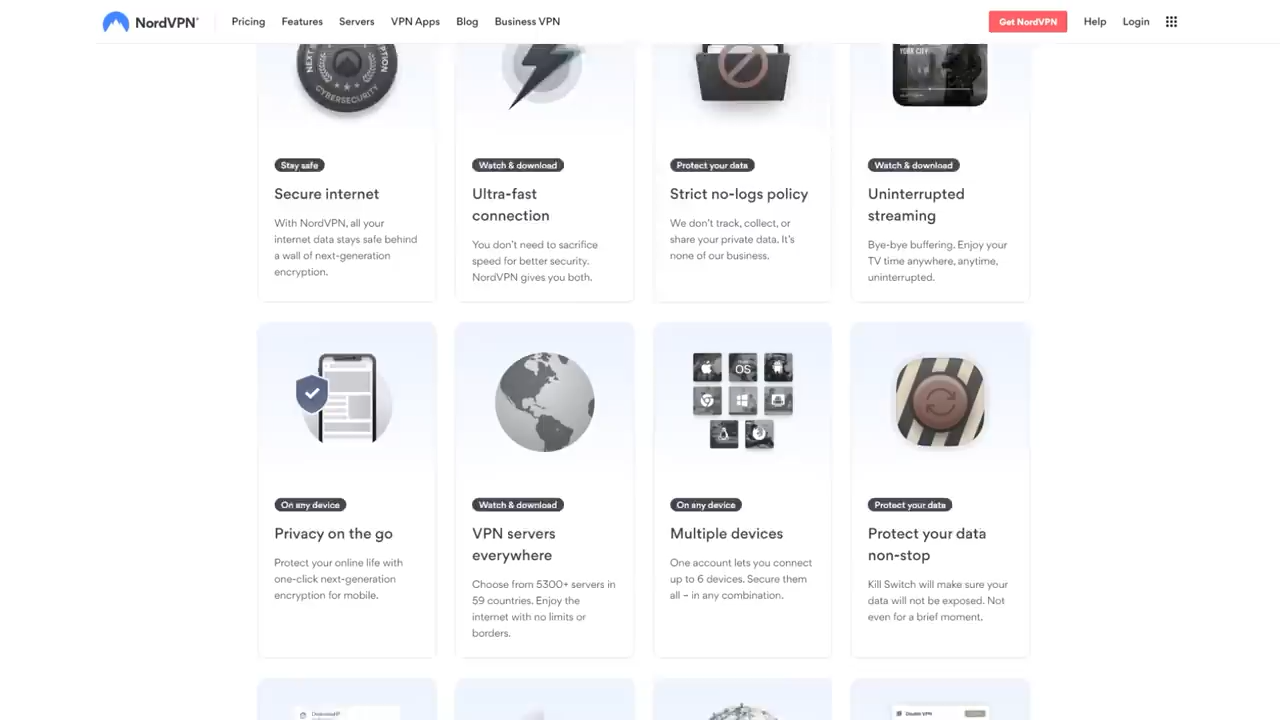 NordVPN®
Pricing
Features
Servers
VPN Apps
Blog
Business VPN
Get NordVPN
Help
Login
CYBERSECURITY
YOUR CITY
Stay safe
Secure internet
With NordVPN, all your
internet data stays safe behind
a wall of next-generation
encryption.
Watch & download
Ultra-fast
connection
You don't need to sacrifice
speed for better security.
NordVPN gives you both.
Protect your data
Strict no-logs policy
We don't track, collect, or
share your private data. It's
none of our business.
Watch & download
Uninterrupted
streaming
Bye-bye buffering. Enjoy your
TV time anywhere, anytime,
uninterrupted.
On any device
Privacy on the go
Protect your online life with
one-click next-generation
encryption for mobile.
Watch & download
VPN servers
everywhere
Choose from 5300+ servers in
59 countries. Enjoy the
internet with no limits or
borders.
OS
On any device
Multiple devices
One account lets you connect
up to 6 devices. Secure them
all – in any combination.
Protect your data
Protect your data
non-stop
Kill Switch will make sure your
data will not be exposed. Not
even for a brief moment.
Double VPN